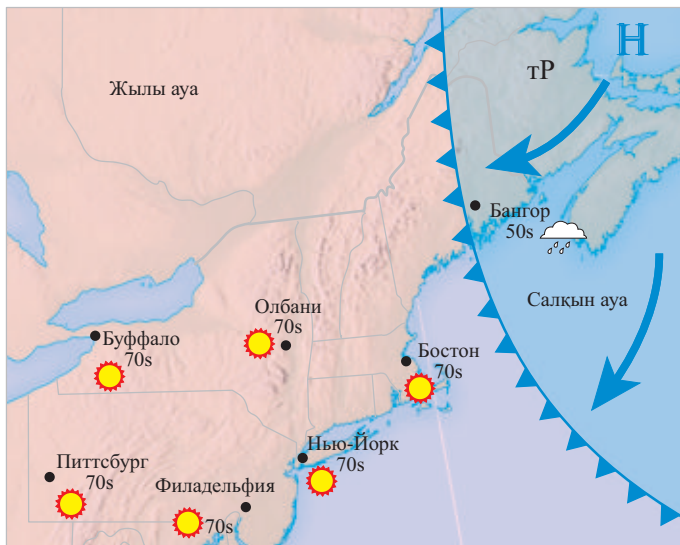 H
тР
Жылы ауа
Бангор
50s
Салқын ауа
Олбани
70s
Буффало
70s
Бостон
70s
Нью-Йорк
70s
Питтсбург
70s
Филадельфия
70s